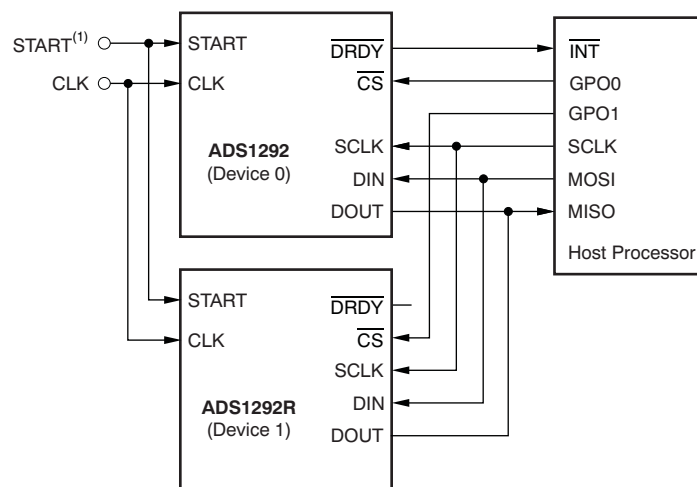 START(1)
CLK
START
CLK
ADS1292
(Device 0)
DRDY
CS
SCLK
DIN
DOUT
INT
GPO0
GPO1
SCLK
MOSI
MISO
Host Processor
START
CLK
ADS1292R
(Device 1)
DRDY
CS
SCLK
DIN
DOUT